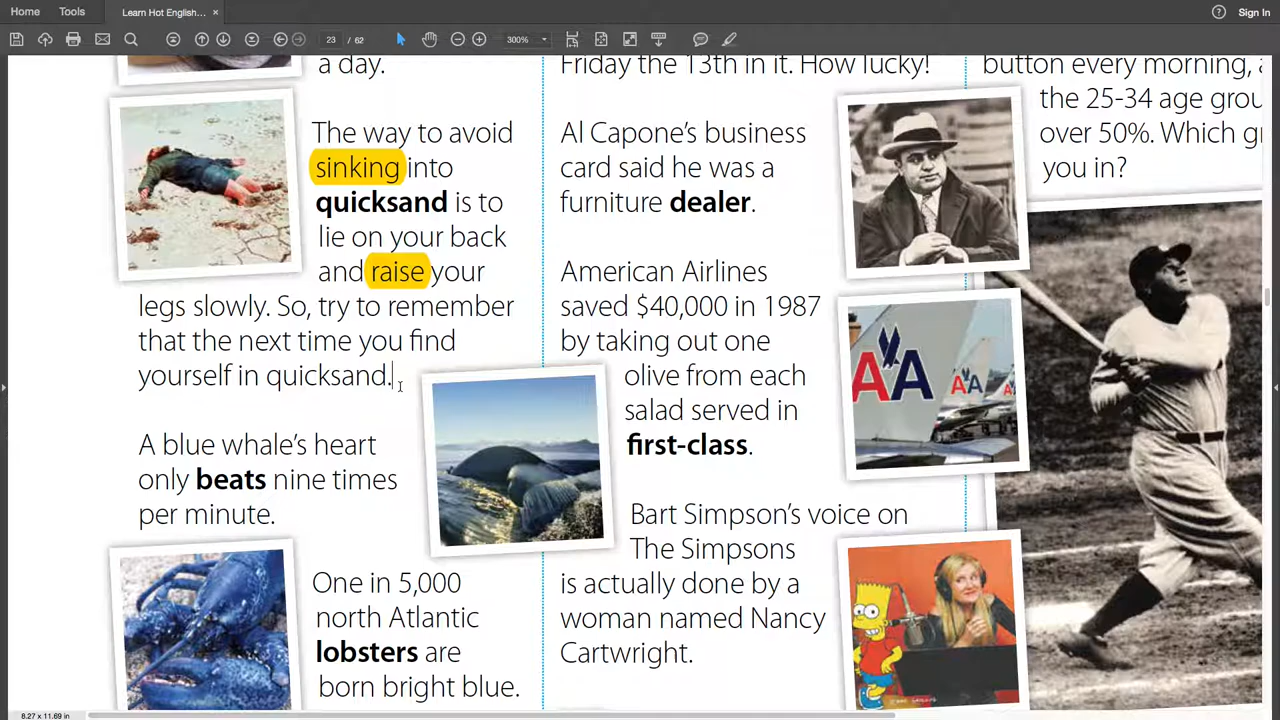 Home
Tools
Learn Hot English...
×
Sign In
23 / 62
300%
a day.
The way to avoid
sinking into
quicksand is to
lie on your back
and raise your
legs slowly. So, try to remember
that the next time you find
yourself in quicksand.
A blue whale’s heart
only beats nine times
per minute.
One in 5,000
north Atlantic
lobsters are
born bright blue.
Friday the 13th in it. How lucky!
Al Capone’s business
card said he was a
furniture dealer.
American Airlines
saved $40,000 in 1987
by taking out one
olive from each
salad served in
first-class.
Bart Simpson’s voice on
The Simpsons
is actually done by a
woman named Nancy
Cartwright.
button every morning, a
the 25-34 age grou
over 50%. Which gr
you in?
AA
AA
8.27 x 11.69 in